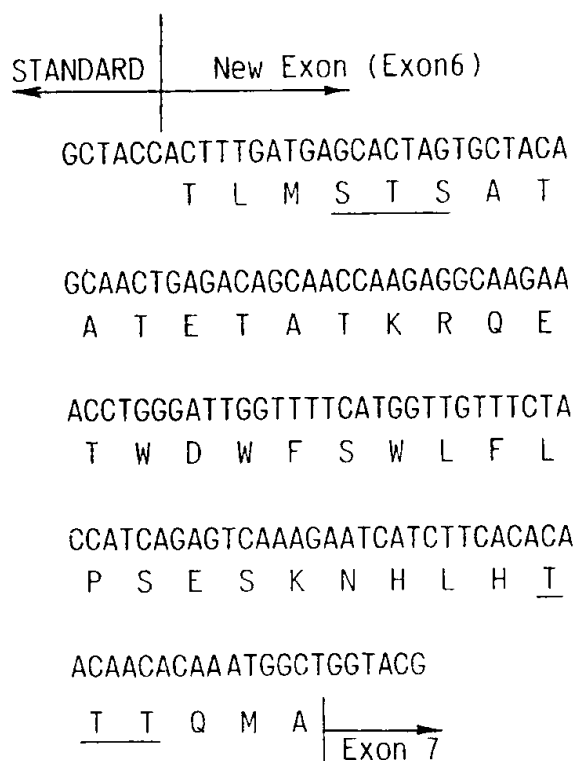 STANDARD New Exon (Exon6)
GCTACCACTTTGATGAGCACTAGTGCTACA
T L M S T S A T
GCAACTGAGACAGCAACCAAGAGGCAAGAA
A T E T A T K R Q E
ACCTGGGATTGGTTTTCATGGTTGTTTCTA
T W D W F S W L F L
CCATCAGAGTCAAAGAATCATCTTCACACA
P S E S K N H L H T
ACAACACAAATGGCTGGTACG
T T Q M A
Exon 7